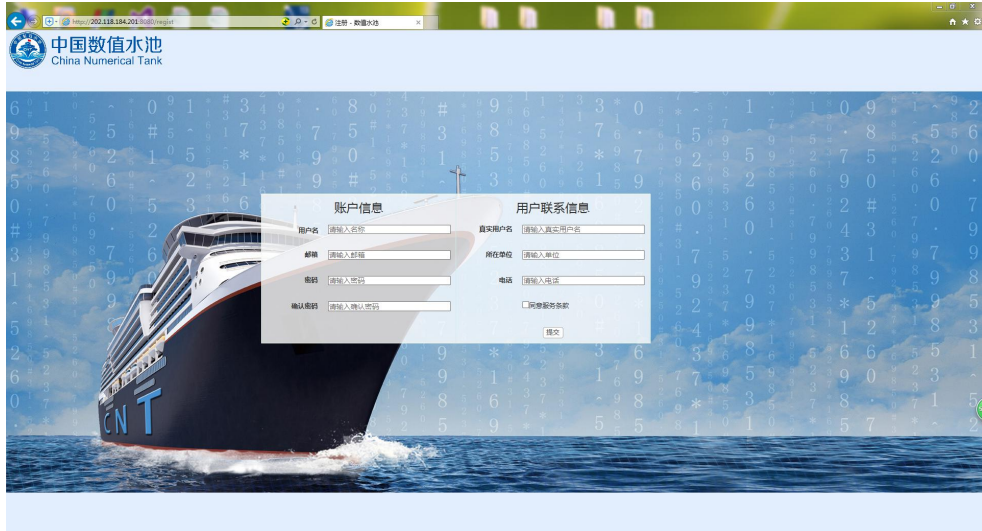 http://202.118.184.201:8080/regist
注册 - 数值水池
中国数值水池
China Numerical Tank
账户信息
用户联系信息
用户名 请输入名称
真实用户名 请输入真实用户名
邮箱 请输入邮箱
所在单位 请输入单位
密码 请输入密码
电话 请输入电话
确认密码 请输入确认密码
同意服务条款
提交
CNT